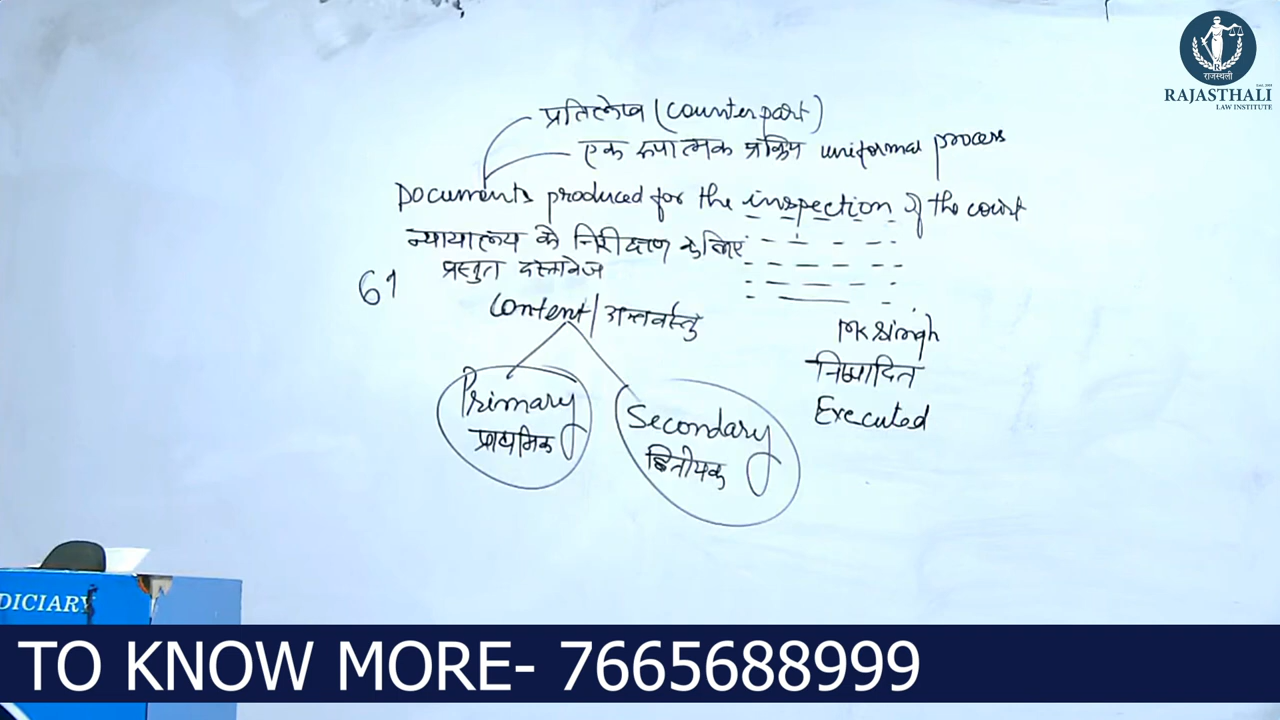 राजस्थली
RAJASTHALI
LAW INSTITUTE
प्रतिलेख (counterpart)
एक रूपात्मक प्रक्रिया uniformal process
Documents produced for the inspection of the court
न्यायालय के निरीक्षण के लिए
प्रस्तुत दस्तावेज
61
Content/अन्तर्वस्तु
Primary
प्राथमिक
Secondary
द्वितीयक
MK Singh
निष्पादित
Executed
DICIARY
TO KNOW MORE- 7665688999